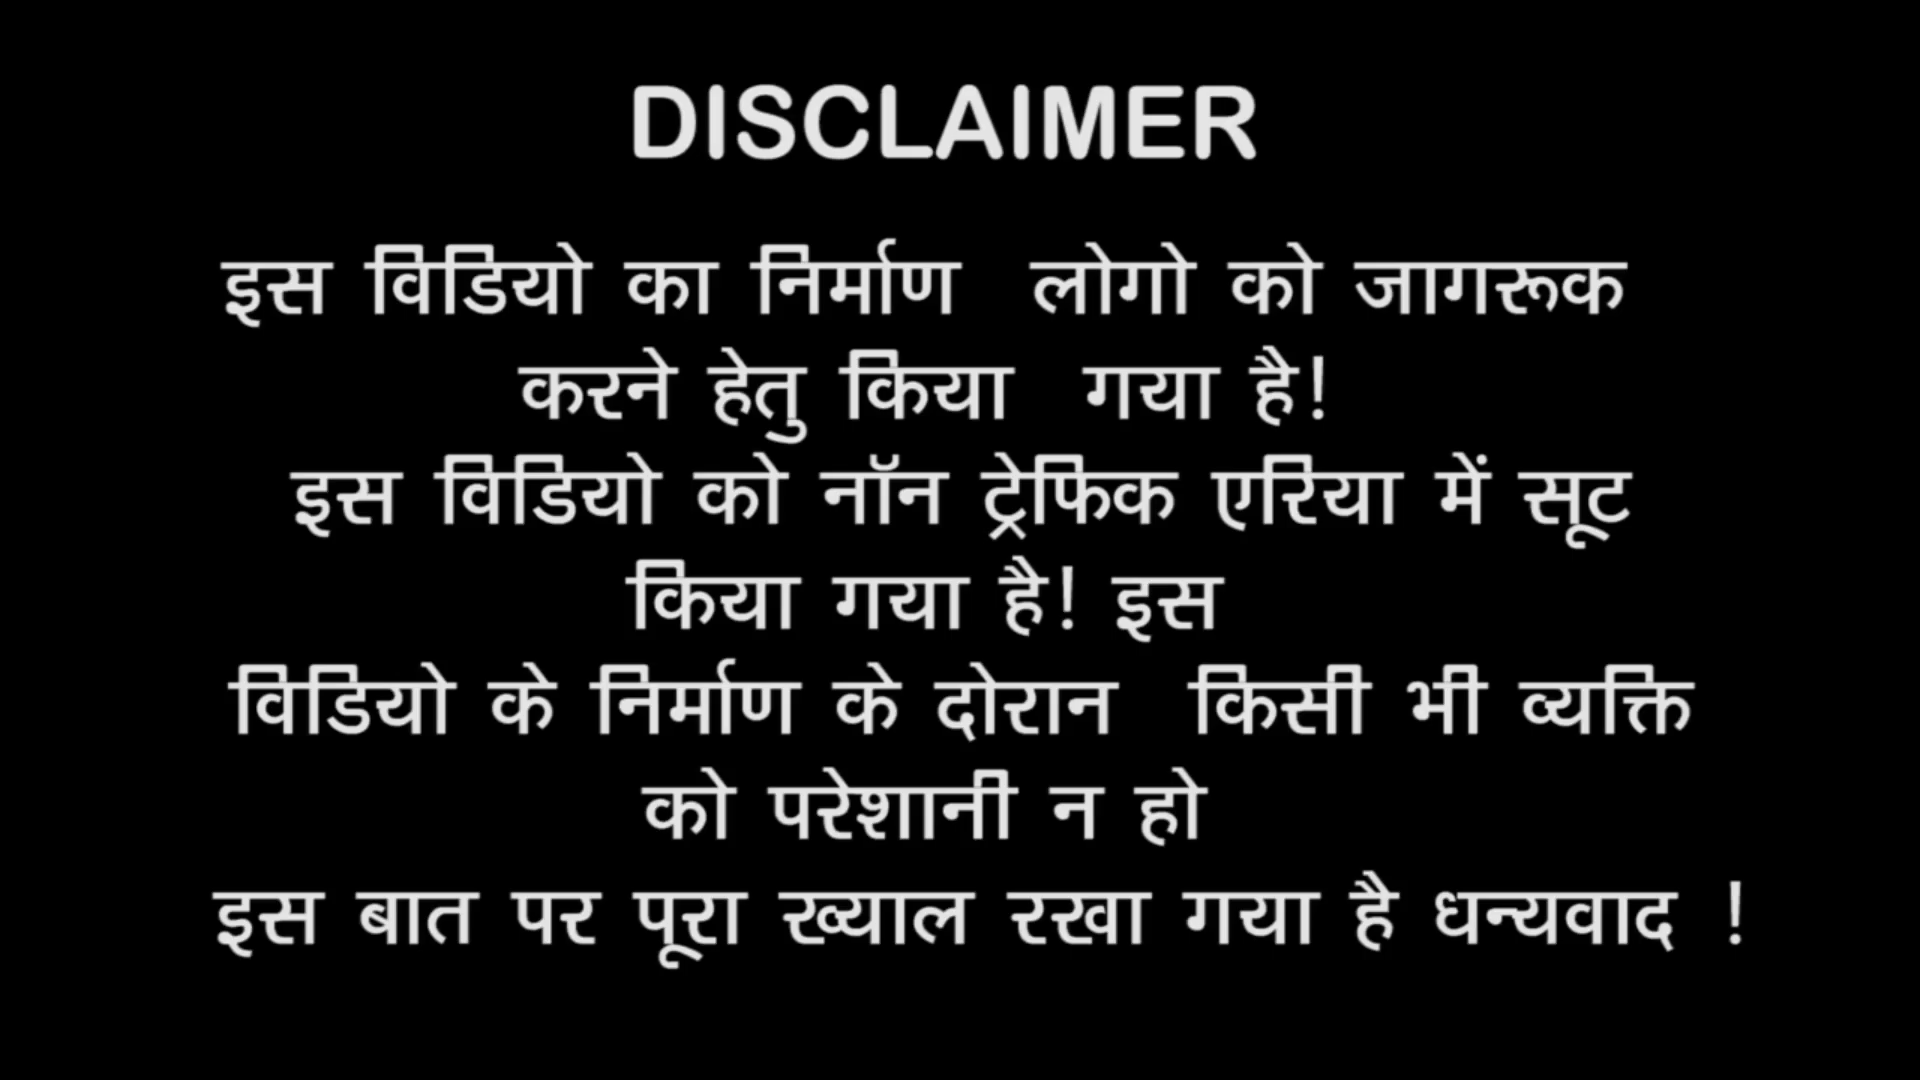 DISCLAIMER
इस विडियो का निर्माण लोगो को जागरूक
करने हेतु किया गया है!
इस विडियो को नॉन ट्रेफिक एरिया में सूट
किया गया है! इस
विडियो के निर्माण के दोरान किसी भी व्यक्ति
को परेशानी न हो
इस बात पर पूरा ख्याल रखा गया है धन्यवाद !